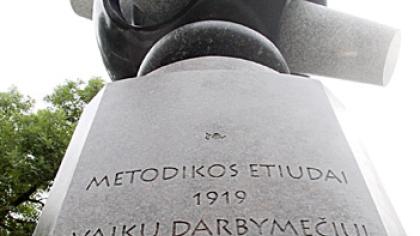 METODIKOS ETIUDAI
1919
VAIKŲ DARBYMEČIUI